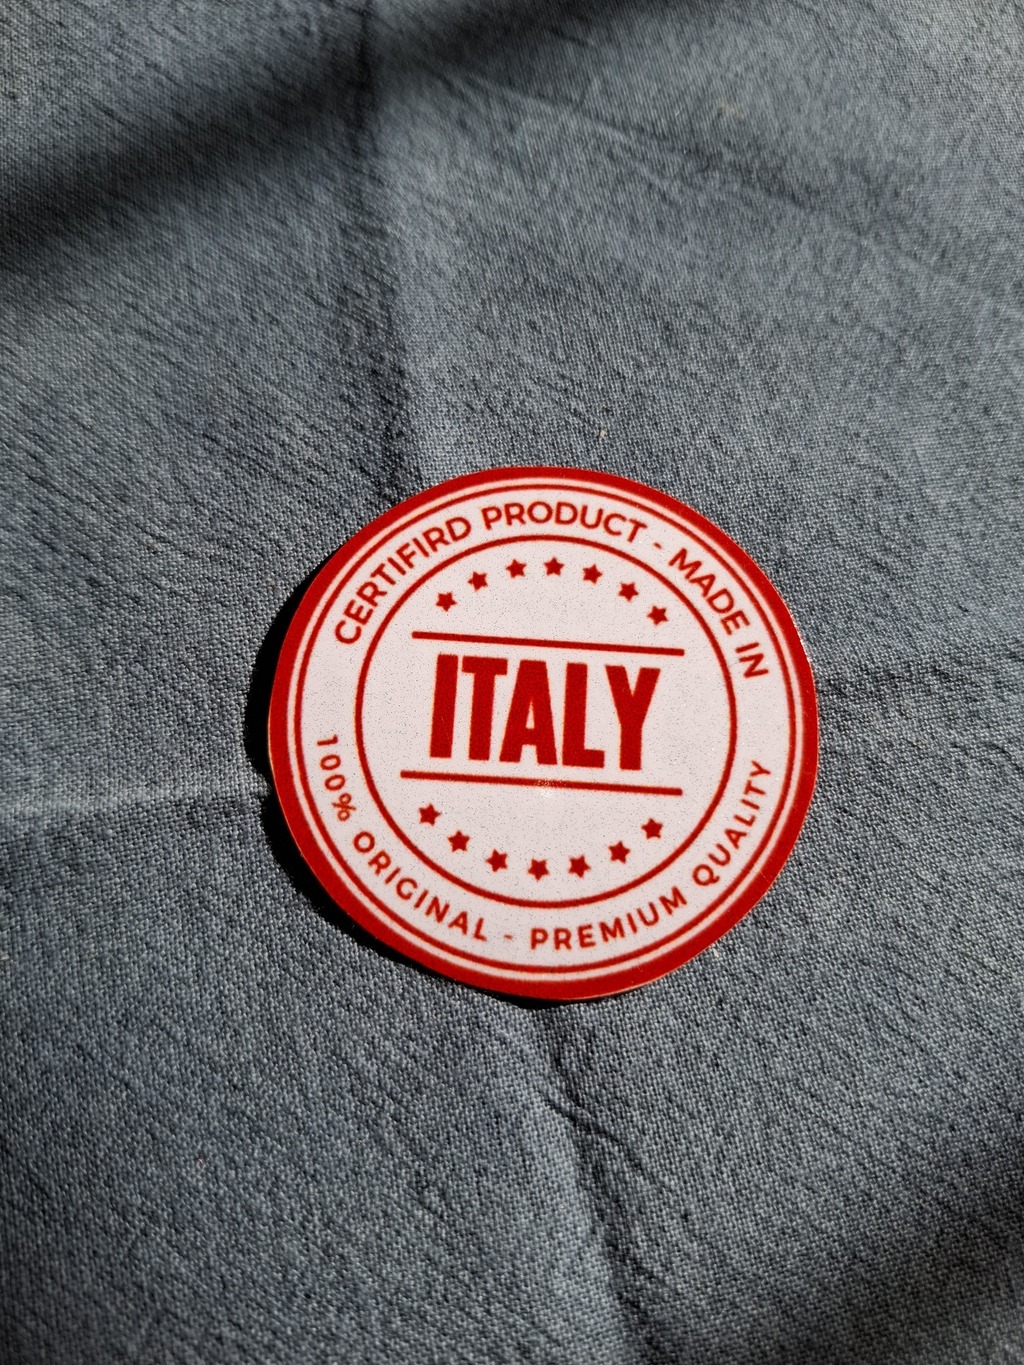 CERTIFIRD PRODUCT - MADE IN
ITALY
100% ORIGINAL - PREMIUM QUALITY